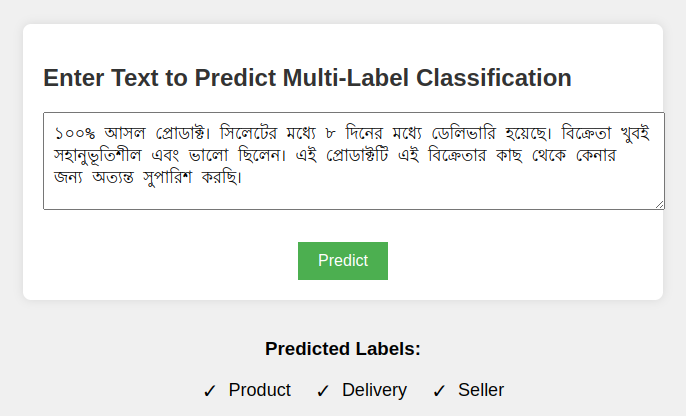 Enter Text to Predict Multi-Label Classification
১০০% আসল প্রোডাক্ট। সিলেটের মধ্যে ৮ দিনের মধ্যে ডেলিভারি হয়েছে। বিক্রেতা খুবই
সহানুভূতিশীল এবং ভালো ছিলেন। এই প্রোডাক্টটি এই বিক্রেতার কাছ থেকে কেনার
জন্য অত্যন্ত সুপারিশ করছি।
Predict
Predicted Labels:
✓ Product ✓ Delivery ✓ Seller